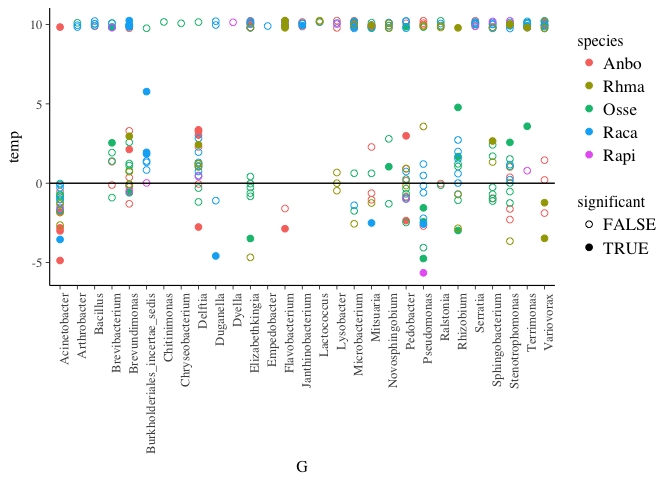 10
5
0
-5
temp
Acinetobacter
Arthrobacter
Bacillus
Brevibacterium
Brevundimonas
Burkholderiales_incertae_sedis
Chitinimonas
Chryseobacterium
Delftia
Duganella
Dyella
Elizabethkingia
Empedobacter
Flavobacterium
Janthinobacterium
Lactococcus
Lysobacter
Microbacterium
Mitsuaria
Novosphingobium
Pedobacter
Pseudomonas
Ralstonia
Rhizobium
Serratia
Sphingobacterium
Stenotrophomonas
Terrimonas
Variovorax
G
species
Anbo
Rhma
Osse
Raca
Rapi
significant
FALSE
TRUE